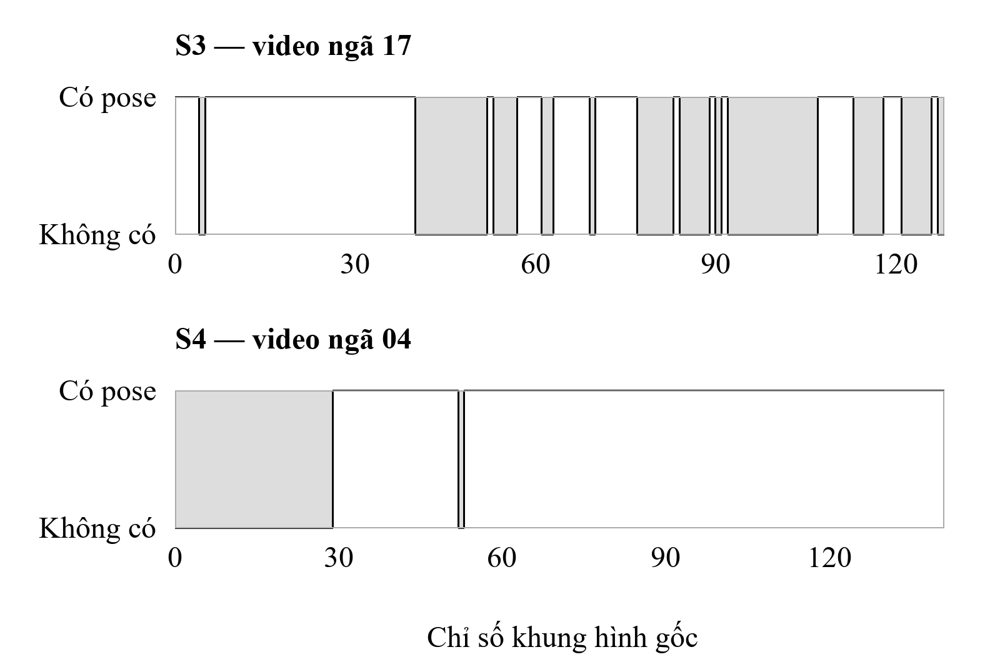 S3 — video ngã 17
Có pose
Không có
0 30 60 90 120
S4 — video ngã 04
Có pose
Không có
0 30 60 90 120
Chỉ số khung hình gốc